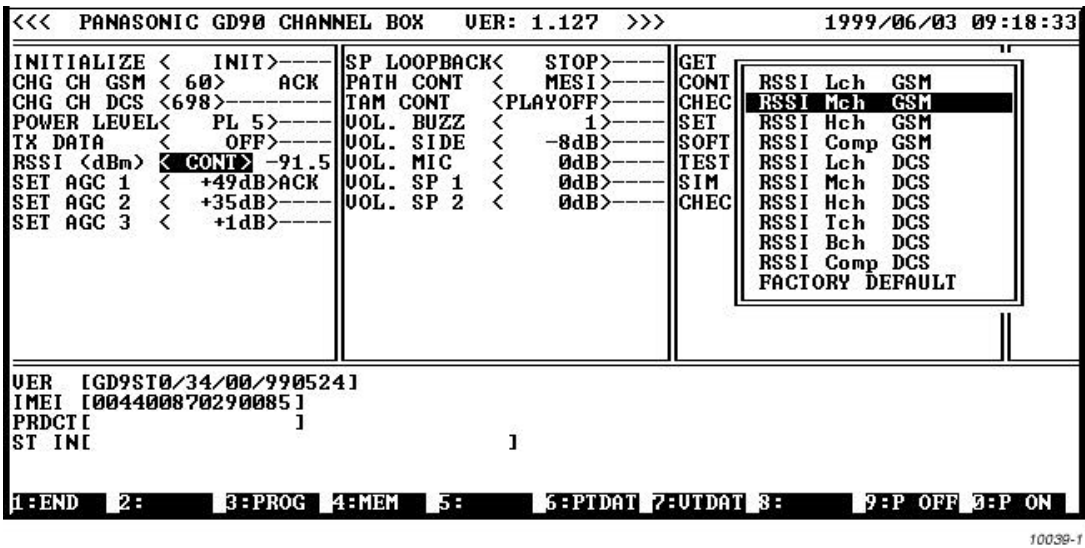 <<< PANASONIC GD90 CHANNEL BOX VER: 1.127 >>> 1999/06/03 09:18:33
INITIALIZE < INIT>---- SP LOOPBACK< STOP>---- GET
CHG CH GSM < 60> ACK PATH CONT < MESI>---- CONT RSSI Lch GSM
CHG CH DCS <698>--------- TAM CONT <PLAYOFF>---- CHEC RSSI Mch GSM
POWER LEVEL< PL 5>---- VOL. BUZZ < 1>---- SET RSSI Hch GSM
TX DATA < OFF>---- VOL. SIDE < -8dB>---- SOFT RSSI Comp GSM
RSSI (dBm) < CONT> -91.5 VOL. MIC < 0dB>---- TEST RSSI Lch DCS
SET AGC 1 < +49dB>ACK VOL. SP 1 < 0dB>---- SIM RSSI Mch DCS
SET AGC 2 < +35dB>---- VOL. SP 2 < 0dB>---- CHEC RSSI Hch DCS
SET AGC 3 < +1dB>---- RSSI Tch DCS
RSSI Bch DCS
RSSI Comp DCS
FACTORY DEFAULT
VER [GD9ST0/34/00/990524]
IMEI [004400870290085]
PRDCT[ ]
ST IN[ ]
1:END 2: 3:PROG 4:MEM 5: 6:PTDAT 7:VTDAT 8: 9:P OFF 0:P ON
10039-1